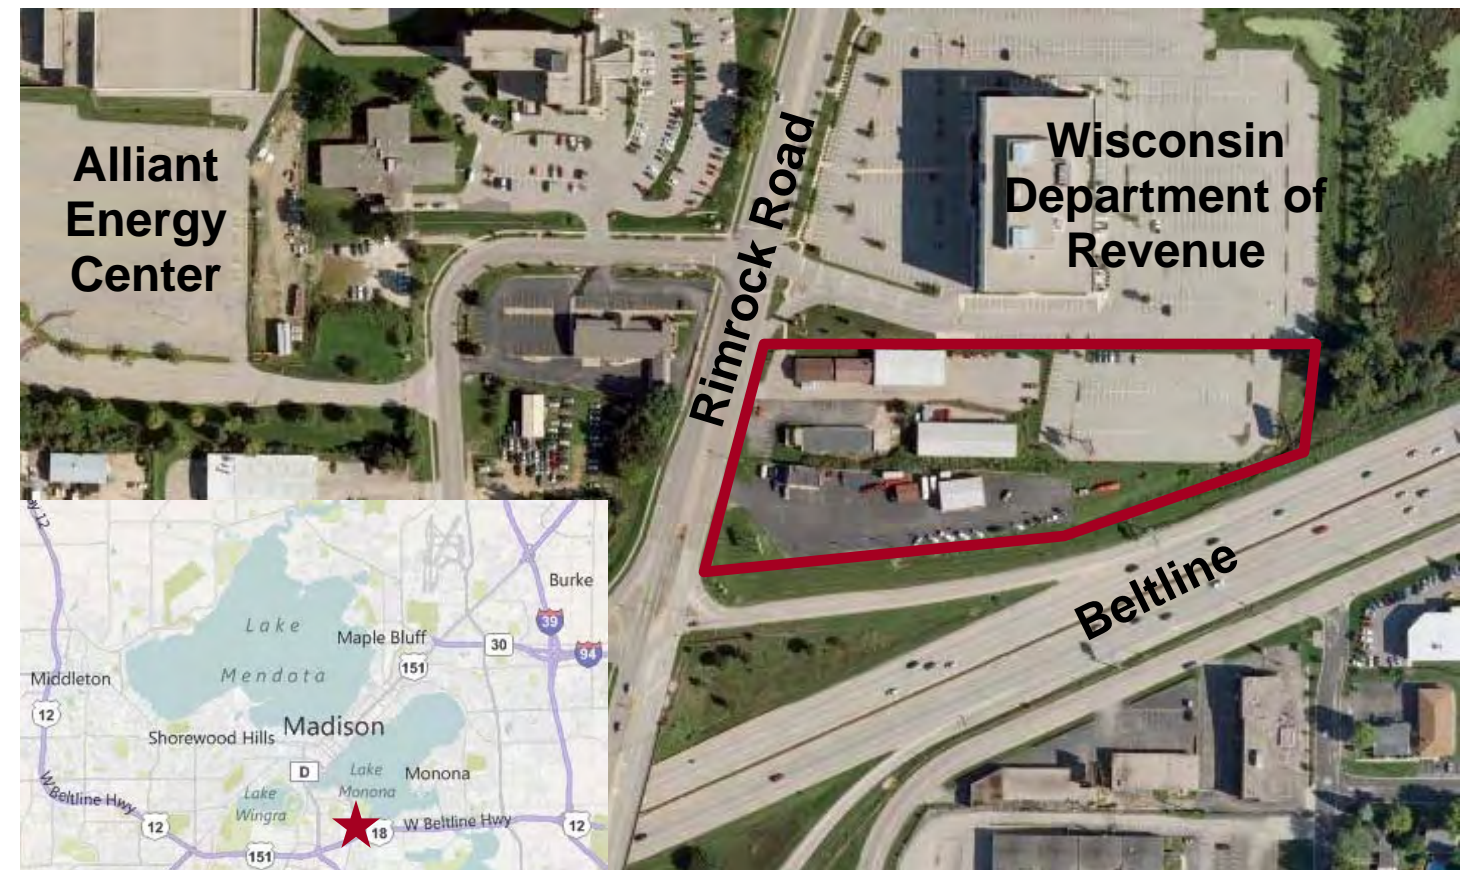 Alliant
Energy
Center
Rimrock Road
Wisconsin
Department of
Revenue
Beltline
12
Burke
Lake
Mendota
Maple Bluff
30
39
94
151
Middleton
12
Madison
Shorewood Hills
D
Lake
Monona
Monona
Lake
Wingra
W Beltline Hwy
12
18
W Beltline Hwy
12
151